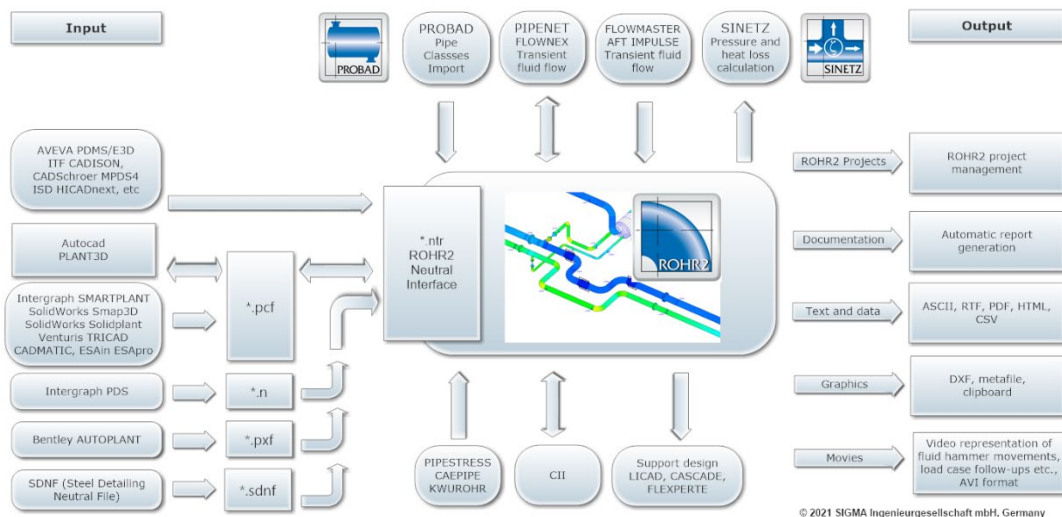 Input
PROBAD
PROBAD
Pipe
Classses
Import
PIPENET
FLOWNEX
Transient
fluid flow
FLOWMASTER
AFT IMPULSE
Transient fluid
flow
SINETZ
Pressure and
heat loss
calculation
SINETZ
Output
AVEVA PDMS/E3D
ITF CADISON,
CADSchroer MPDS4
ISD HICADnext, etc
Autocad
PLANT3D
Intergraph SMARTPLANT
SolidWorks Smap3D
SolidWorks Solidplant
Venturis TRICAD
CADMATIC, ESAin ESApro
*.pcf
Intergraph PDS
*.n
Bentley AUTOPLANT
*.pxf
SDNF (Steel Detailing
Neutral File)
*.sdnf
*.ntr
ROHR2
Neutral
Interface
ROHR2
PIPESTRESS
CAEPIPE
KWUROHR
CII
Support design
LICAD, CASCADE,
FLEXPERTE
ROHR2 Projects
ROHR2 project
management
Documentation
Automatic report
generation
Text and data
ASCII, RTF, PDF, HTML,
CSV
Graphics
DXF, metafile,
clipboard
Movies
Video representation of
fluid hammer movements,
load case follow-ups etc.,
AVI format
© 2021 SIGMA Ingenieurgesellschaft mbH, Germany